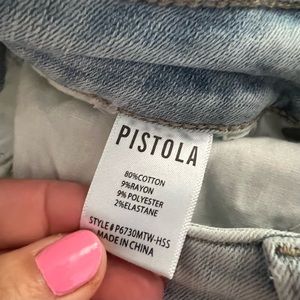 PISTOLA
80%COTTON
9%RAYON
9% POLYESTER
2%ELASTANE
STYLE#P6730MTW-HSS
MADE IN CHINA